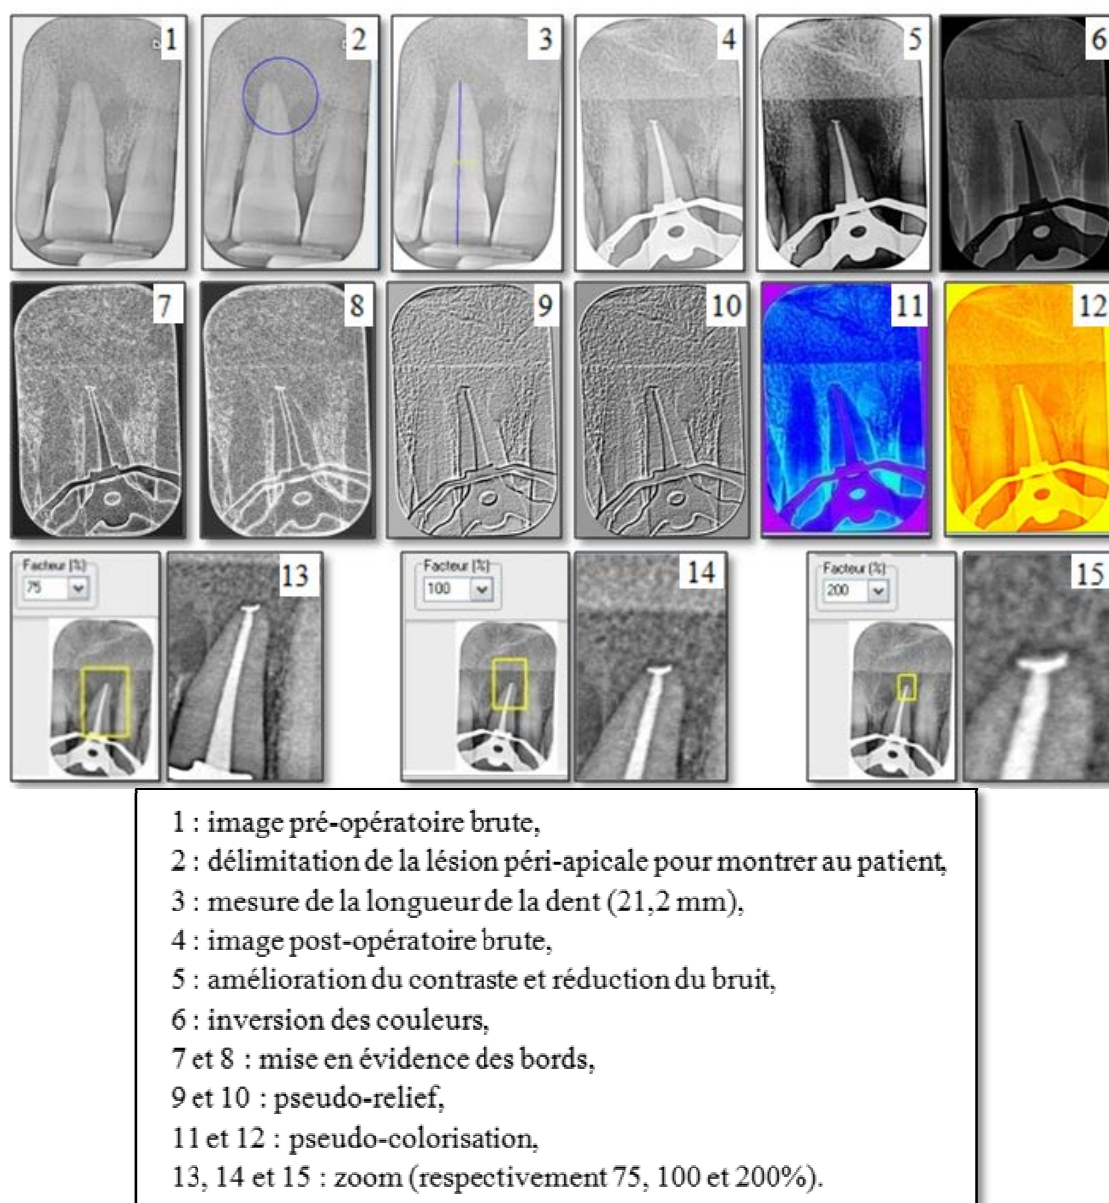 1
2
3
4
5
6
7
8
9
10
11
12
Facteur (%)
75
13
Facteur (%)
100
14
Facteur (%)
200
15
1 : image pré-opératoire brute,
2 : délimitation de la lésion péri-apicale pour montrer au patient,
3 : mesure de la longueur de la dent (21,2 mm),
4 : image post-opératoire brute,
5 : amélioration du contraste et réduction du bruit,
6 : inversion des couleurs,
7 et 8 : mise en évidence des bords,
9 et 10 : pseudo-relief,
11 et 12 : pseudo-colorisation,
13, 14 et 15 : zoom (respectivement 75, 100 et 200%).